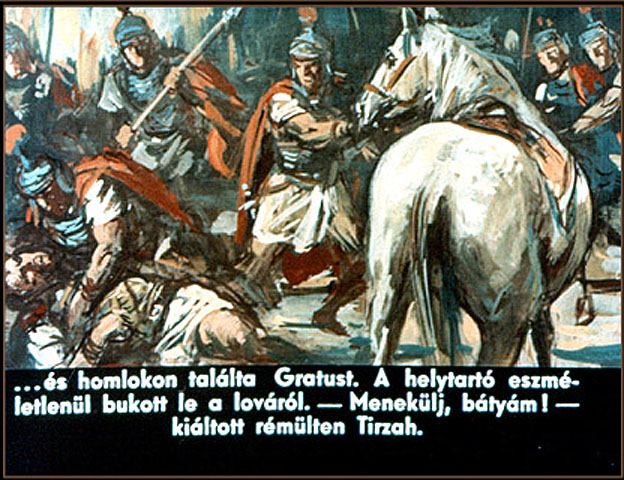 ...és homlokon találta Gratust. A helytartó eszmé-
letlenül bukott le a lováról. — Menekülj, bátyám! —
kiáltott rémülten Tirzah.